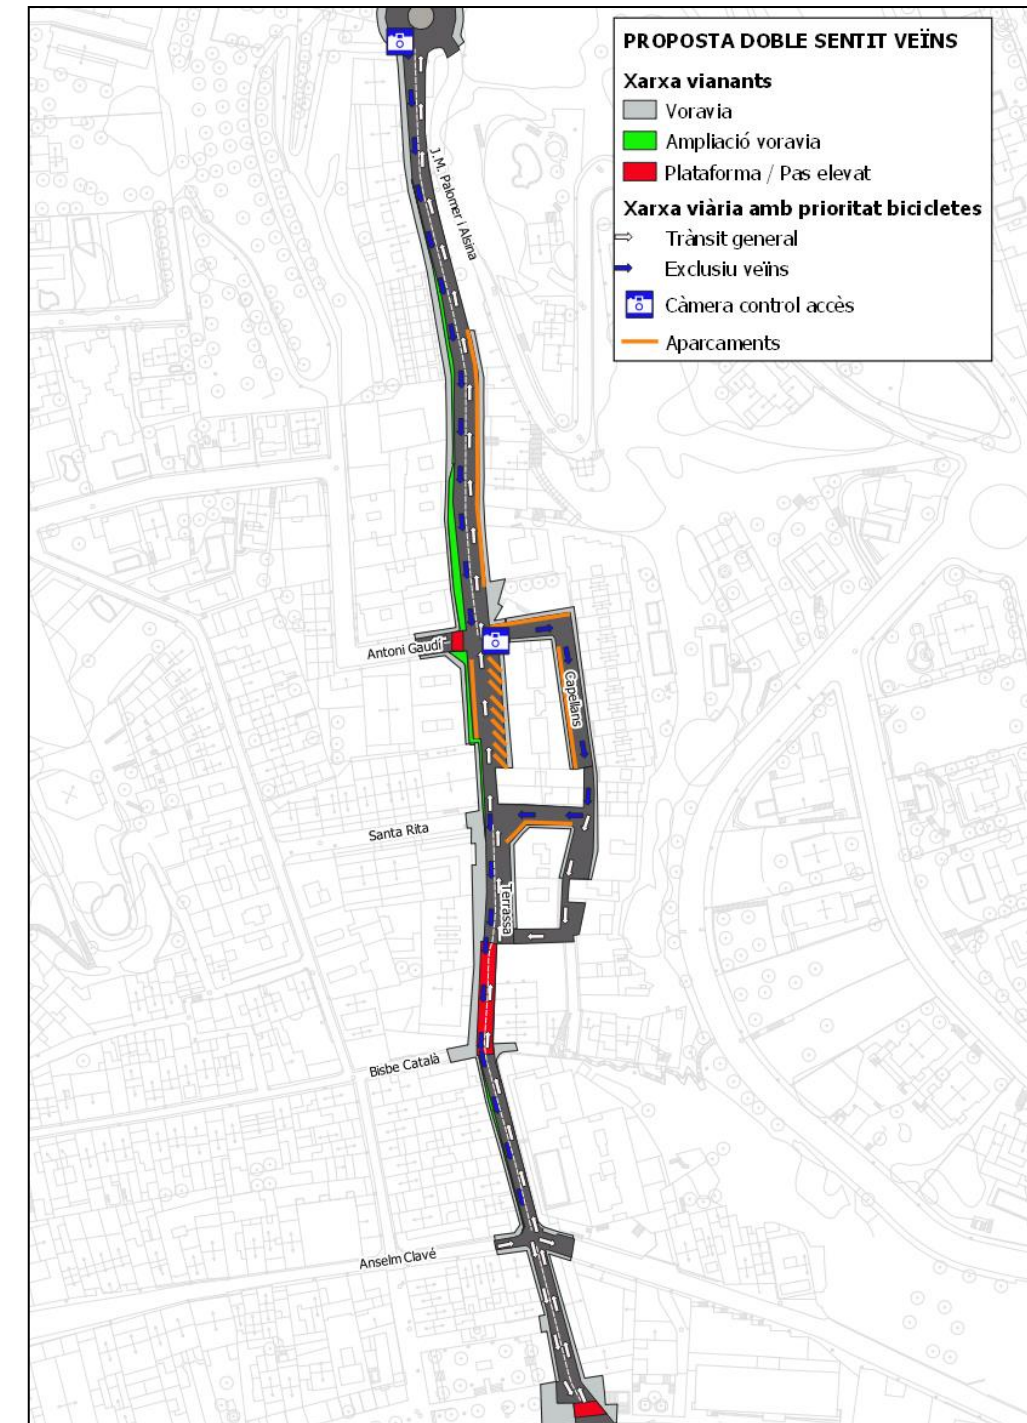 PROPOSTA DOBLE SENTIT VEÏNS
Xarxa vianants
Voravia
Ampliació voravia
Plataforma / Pas elevat
Xarxa viària amb prioritat bicicletes
Trànsit general
Exclusiu veïns
Càmera control accès
Aparcaments
J.M. Palomer i Alsina
Antoni Gaudí
Capellans
Santa Rita
Terrassa
Bisbe Català
Anselm Clavé